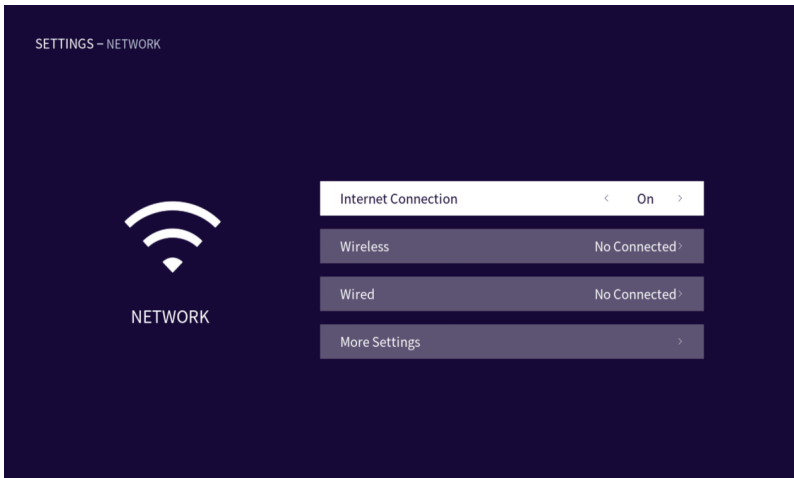 SETTINGS – NETWORK
Internet Connection < On >
Wireless No Connected >
Wired No Connected >
More Settings >
NETWORK